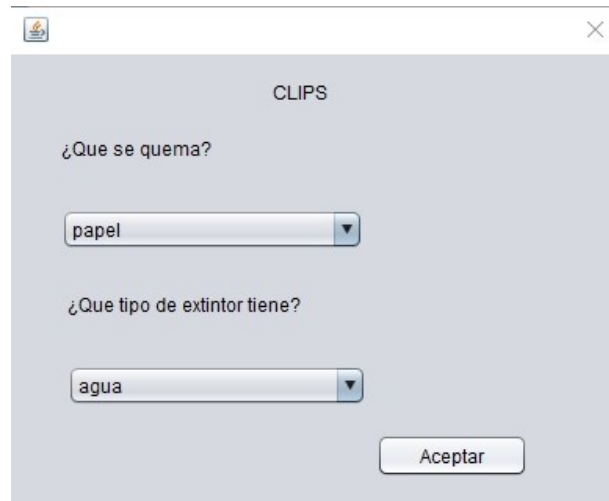 CLIPS
¿Que se quema?
papel
¿Que tipo de extintor tiene?
agua
Aceptar